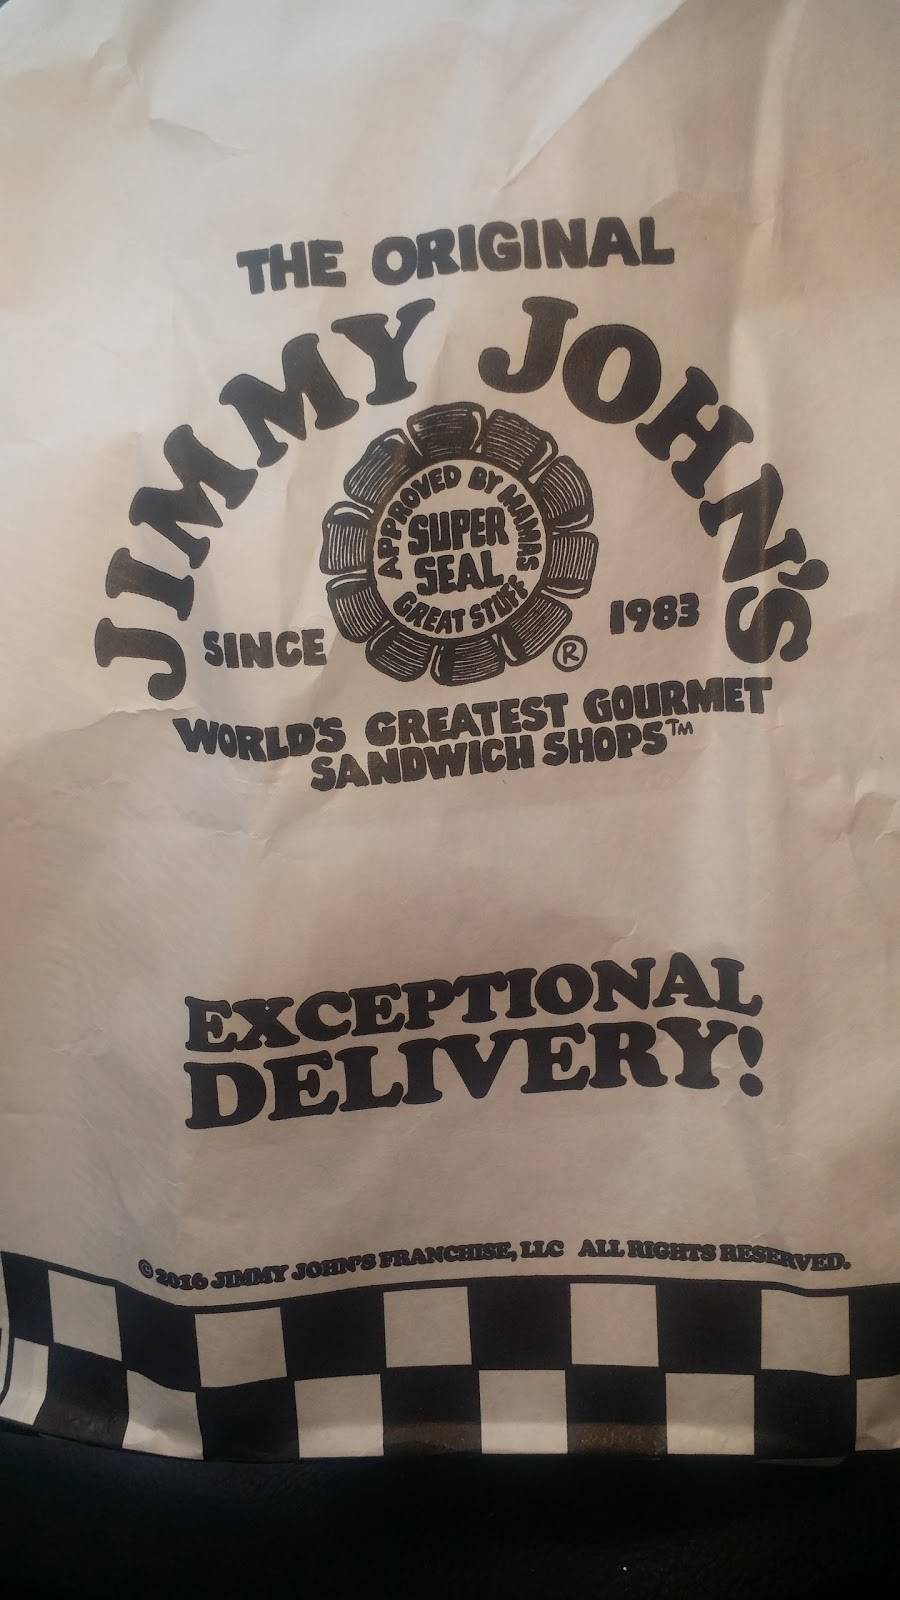 THE ORIGINAL
JIMMY JOHN'S
APPROVED BY MAMAS
SUPER
SEAL
GREAT STUFF
®
SINCE 1983
WORLD'S GREATEST GOURMET
SANDWICH SHOPS™
EXCEPTIONAL
DELIVERY!
© 2016 JIMMY JOHN'S FRANCHISE, LLC ALL RIGHTS RESERVED.